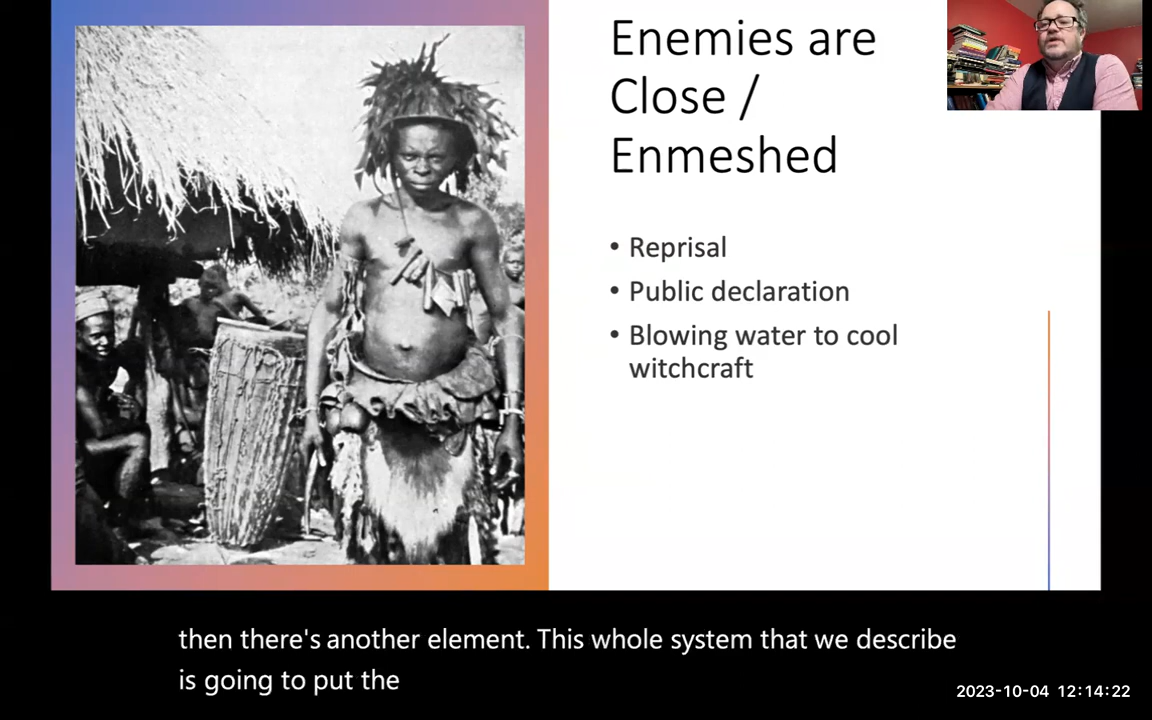 Enemies are
Close /
Enmeshed
• Reprisal
• Public declaration
• Blowing water to cool
witchcraft
then there's another element. This whole system that we describe
is going to put the
2023-10-04 12:14:22